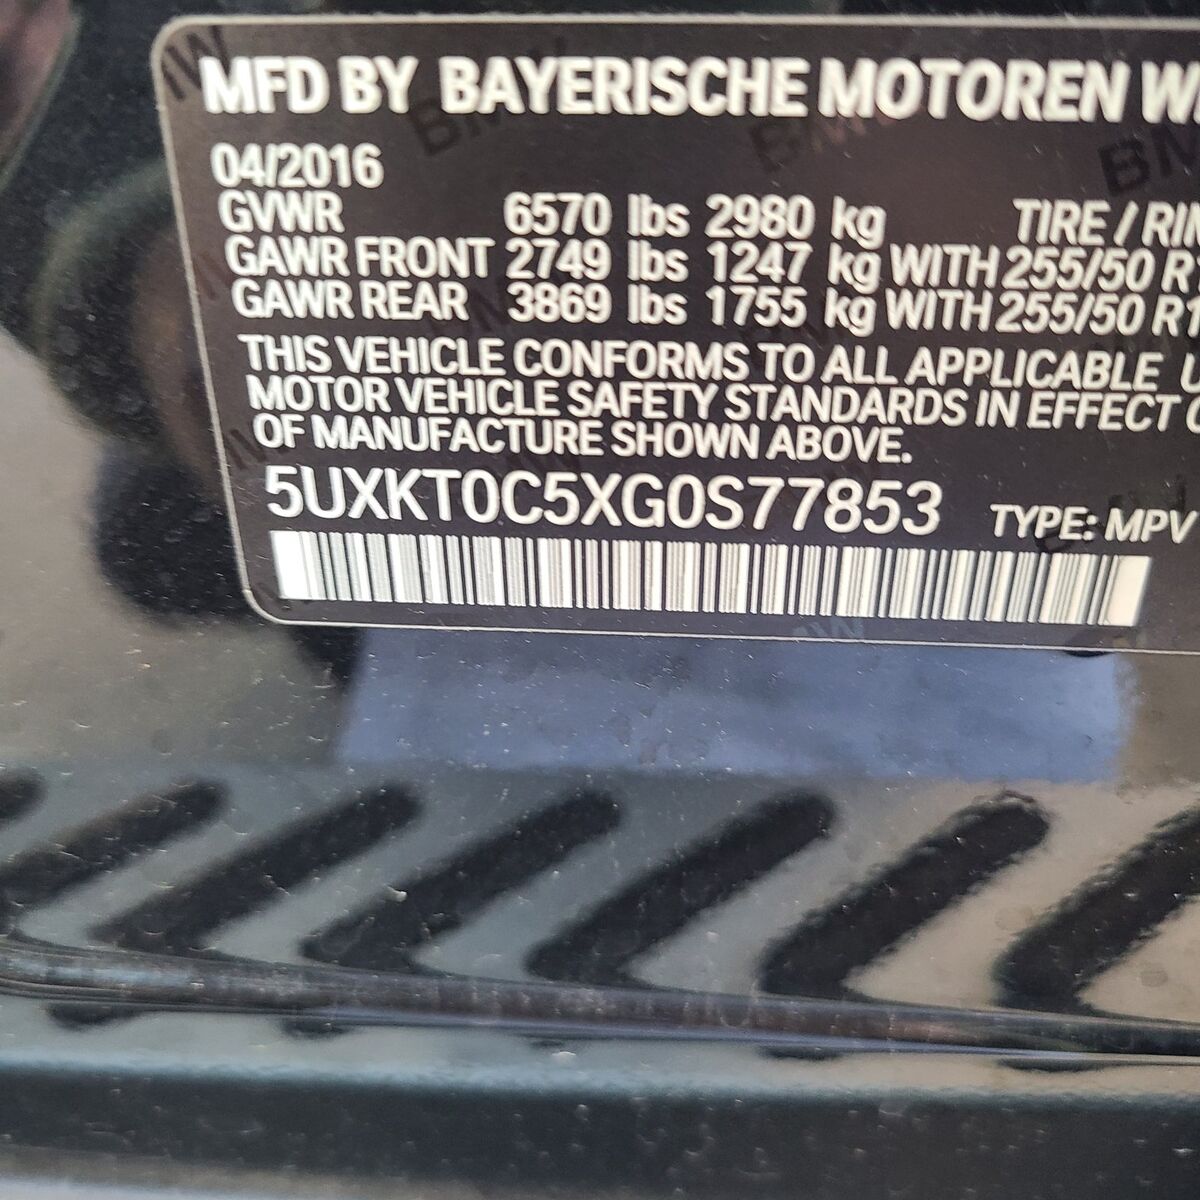 MFD BY BAYERISCHE MOTOREN
04/2016
GVWR 6570 lbs 2980 kg TIRE /
GAWR FRONT 2749 lbs 1247 kg WITH 255/50
GAWR REAR 3869 lbs 1755 kg WITH 255/50
THIS VEHICLE CONFORMS TO ALL APPLICABLE
MOTOR VEHICLE SAFETY STANDARDS IN EFFECT
OF MANUFACTURE SHOWN ABOVE.
5UXKT0C5XG0S77853 TYPE: MPV